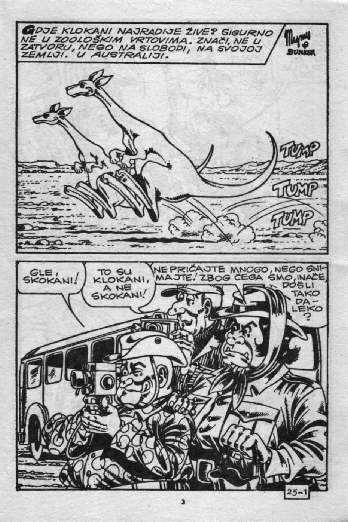 GDJE KLOKANI NAJRADIJE ŽIVE? SIGURNO
NE U ZOOLOŠKIM VRTOVIMA. ZNAČI, NE U
ZATVORU, NEGO NA SLOBODI, NA SVOJOJ
ZEMLJI. U AUSTRALIJI.
BUNKER
TUMP
TUMP
TUMP
GLE,
SKOKANI!
TO SU
KLOKANI,
A NE
SKOKANI!
NE PRIČAJTE MNOGO, NEGO SNI-
MAJTE! ZBOG ČEGA SMO, INAČE
DOŠLI
TAKO
DA-
LEKO
?
25-1
3